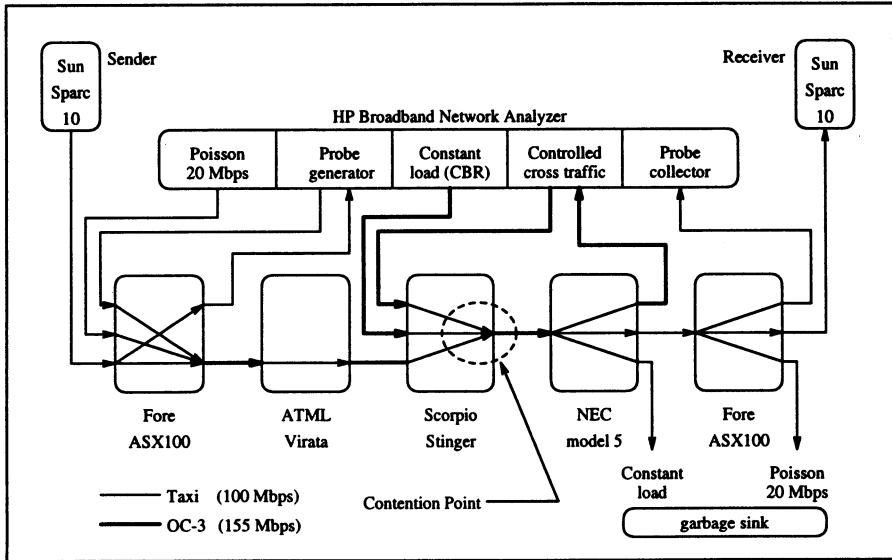 Sun
Sparc
10
Sender
Receiver
Sun
Sparc
10
HP Broadband Network Analyzer
Poisson
20 Mbps
Probe
generator
Constant
load (CBR)
Controlled
cross traffic
Probe
collector
Fore
ASX100
ATML
Virata
Scorpio
Stinger
NEC
model 5
Fore
ASX100
Constant
load
Poisson
20 Mbps
Taxi (100 Mbps)
OC-3 (155 Mbps)
Contention Point
garbage sink